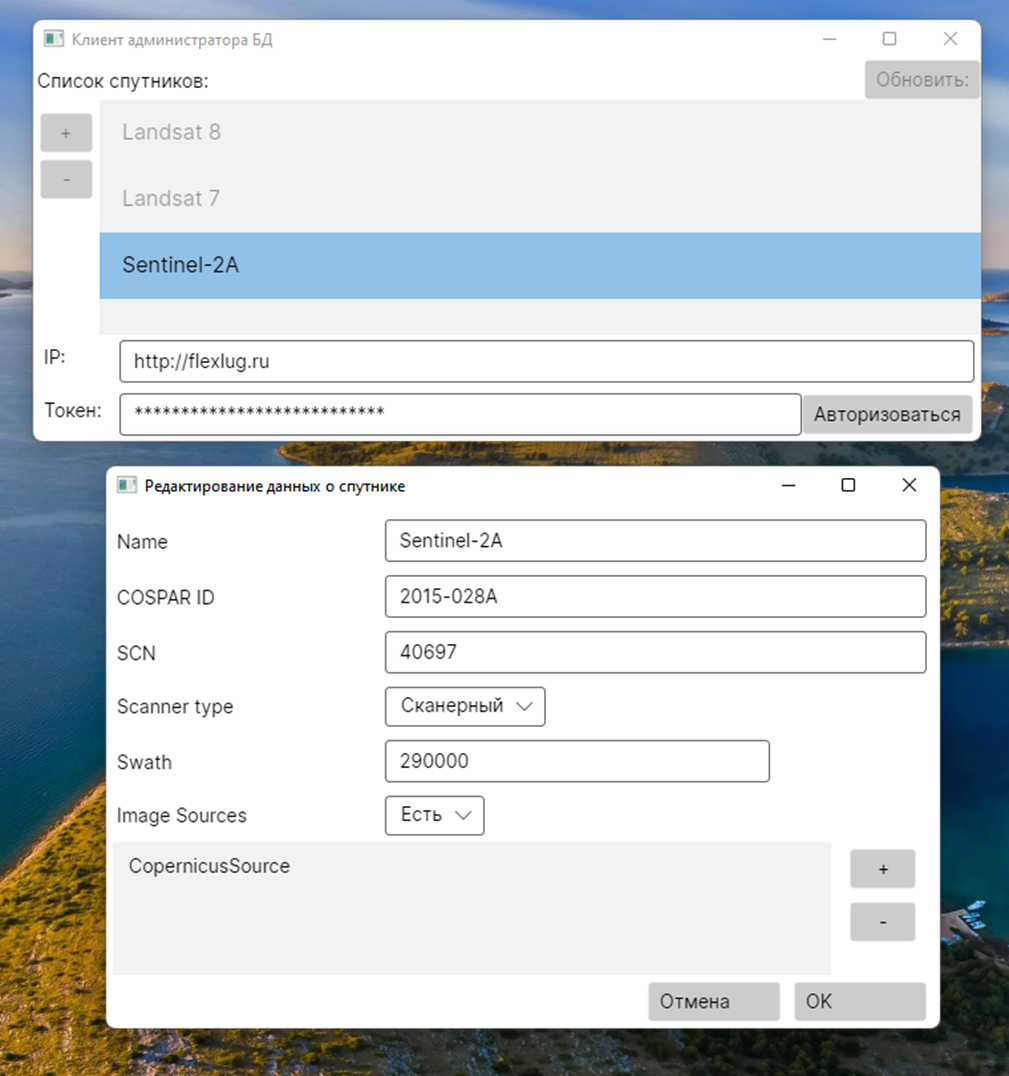 Клиент администратора БД
Список спутников:
Обновить:
+
Landsat 8
-
Landsat 7
Sentinel-2A
IP:
http://flexlug.ru
Токен:
***************************
Авторизоваться
Редактирование данных о спутнике
Name
Sentinel-2A
COSPAR ID
2015-028A
SCN
40697
Scanner type
Сканерный
Swath
290000
Image Sources
Есть
CopernicusSource
+
-
Отмена
OK